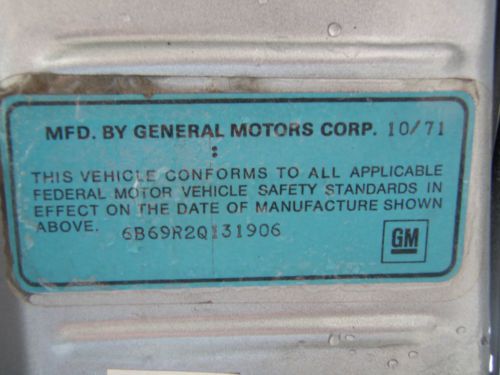 MFD. BY GENERAL MOTORS CORP. 10/71
:
THIS VEHICLE CONFORMS TO ALL APPLICABLE
FEDERAL MOTOR VEHICLE SAFETY STANDARDS IN
EFFECT ON THE DATE OF MANUFACTURE SHOWN
ABOVE. 6B69R2Q131906
GM